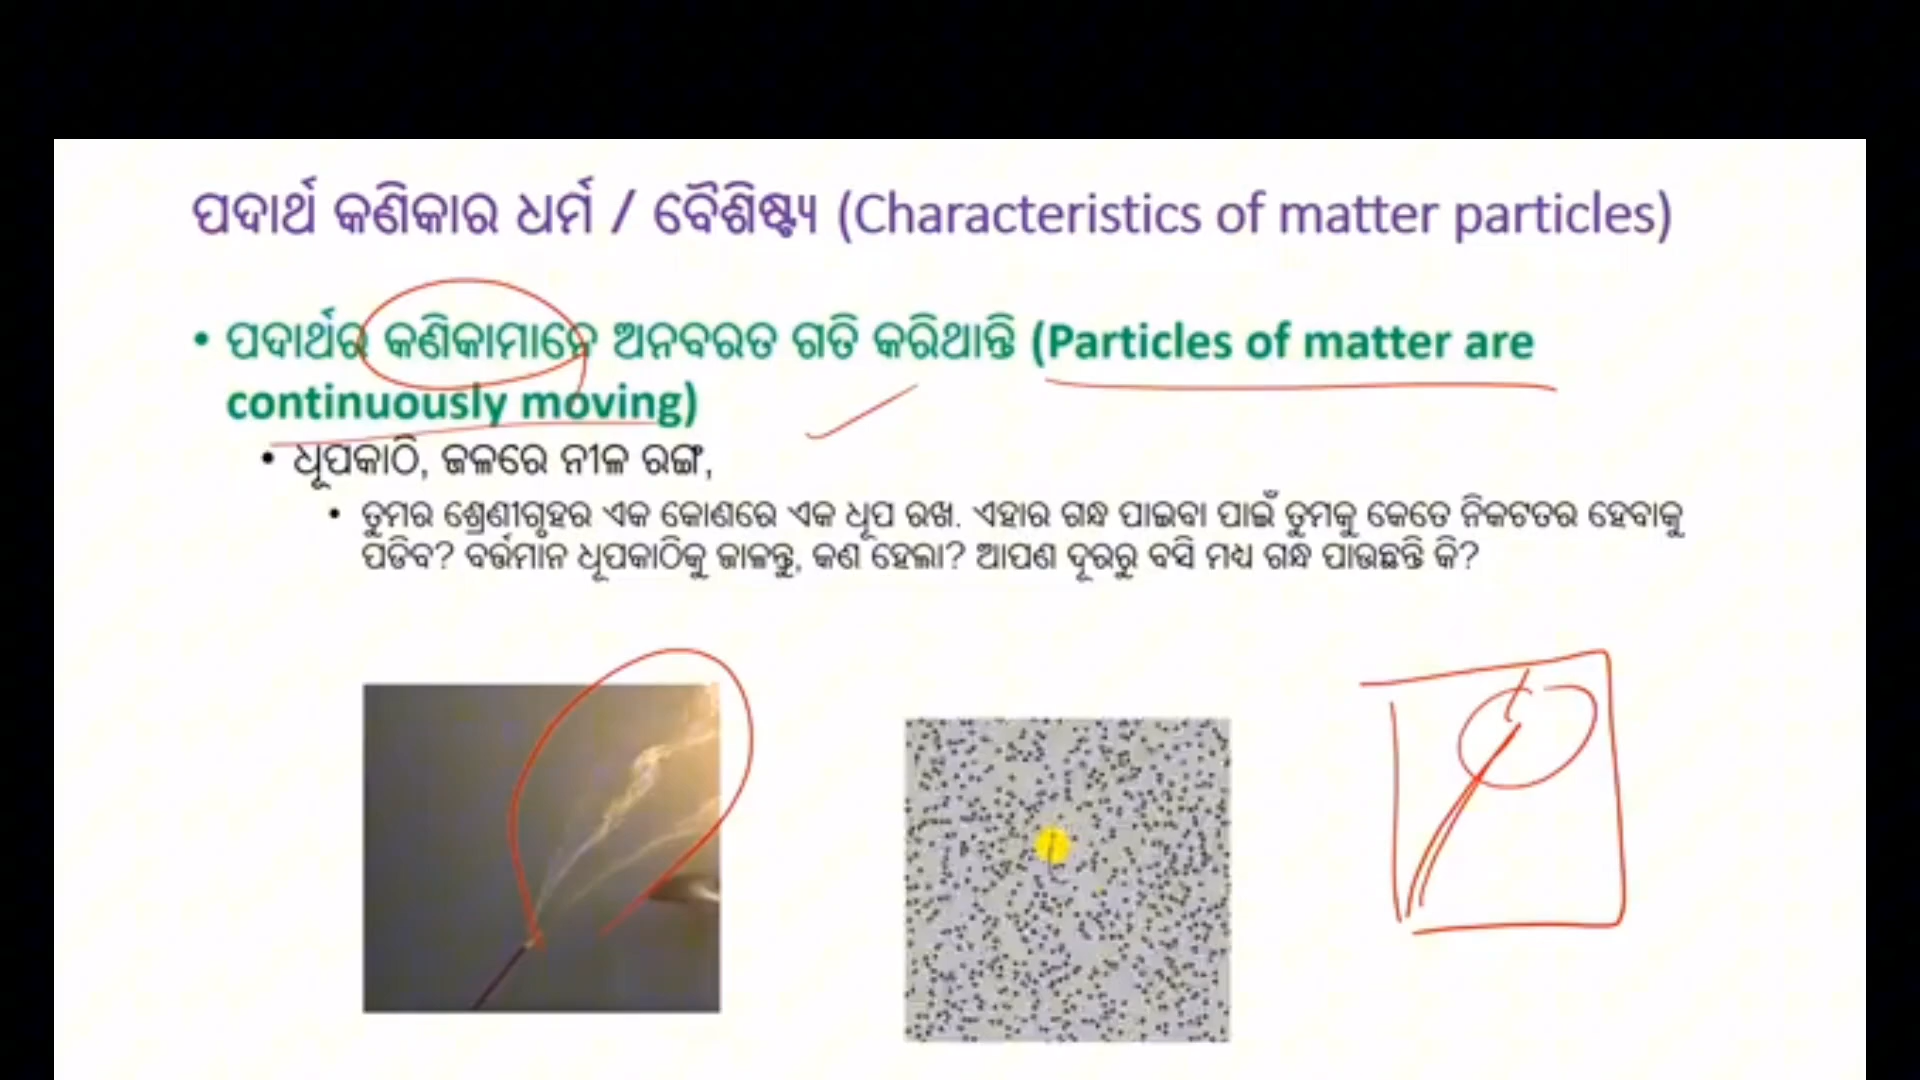 ପଦାର୍ଥ କଣିକାର ଧର୍ମ / ବୈଶିଷ୍ଟ୍ୟ (Characteristics of matter particles)
• ପଦାର୍ଥର କଣିକାମାନେ ଅନବରତ ଗତି କରିଥାନ୍ତି (Particles of matter are
continuously moving)
• ଧୂପକାଠି, ଜଳରେ ନୀଳ ରଙ୍ଗ,
• ତୁମର ଶ୍ରେଣୀଗୃହର ଏକ କୋଣରେ ଏକ ଧୂପ ରଖ. ଏହାର ଗନ୍ଧ ପାଇବା ପାଇଁ ତୁମକୁ କେତେ ନିକଟତର ହେବାକୁ
ପଡିବ? ବର୍ତ୍ତମାନ ଧୂପକାଠିକୁ ଜାଳନ୍ତୁ, କଣ ହେଲା? ଆପଣ ଦୂରରୁ ବସି ମଧ୍ୟ ଗନ୍ଧ ପାଉଛନ୍ତି କି?